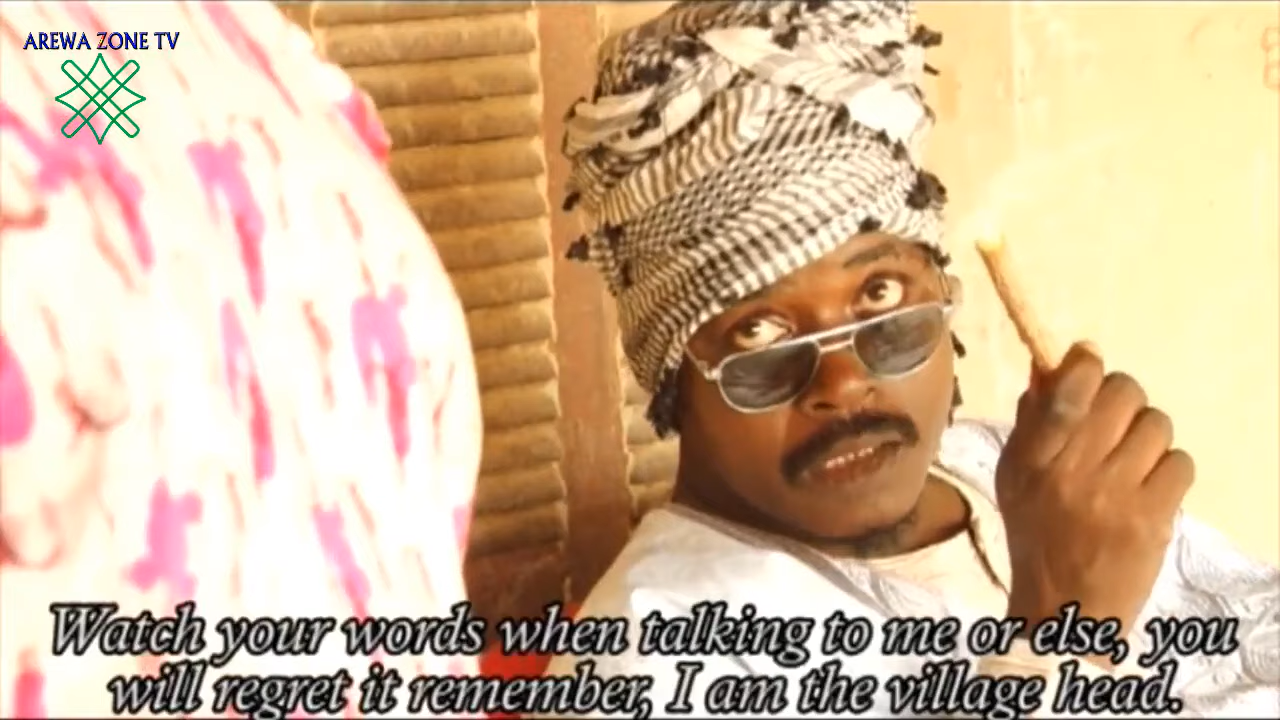 AREWA ZONE TV
Watch your words when talking to me or else, you
will regret it remember, I am the village head.